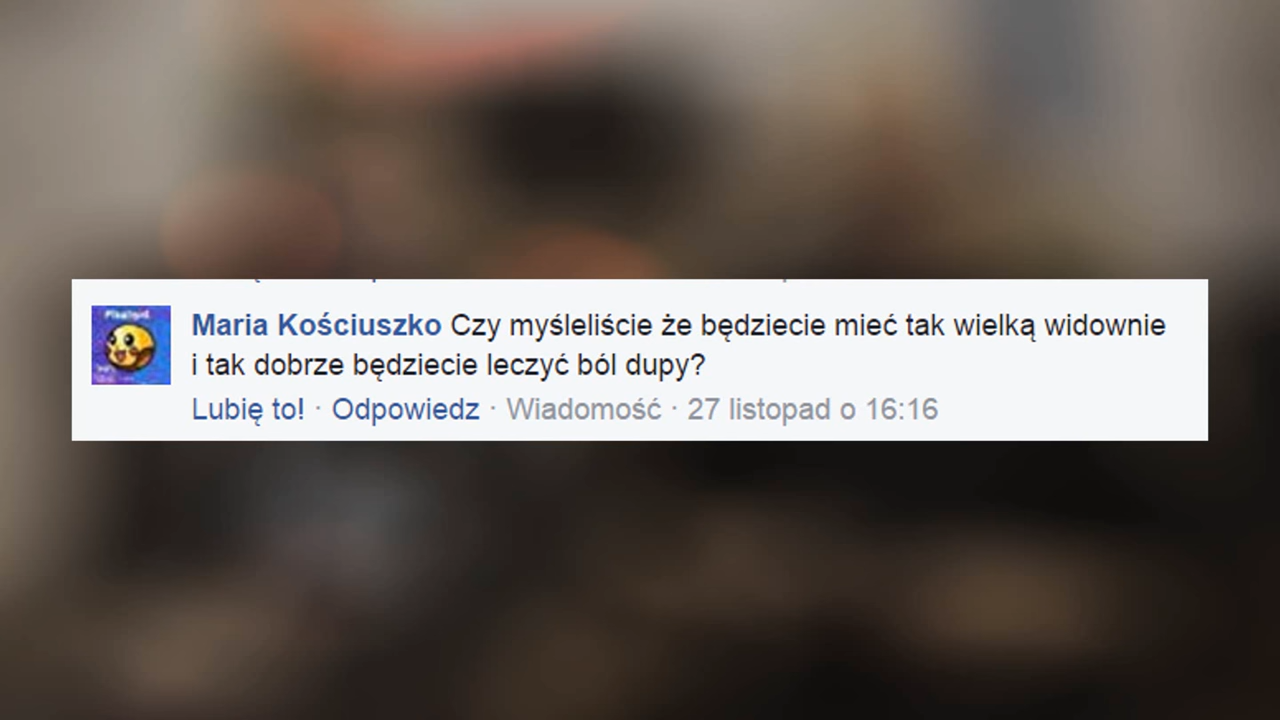 Maria Kościuszko Czy myśleliście że będziecie mieć tak wielką widownie
i tak dobrze będziecie leczyć ból dupy?
Lubię to! · Odpowiedz · Wiadomość · 27 listopad o 16:16